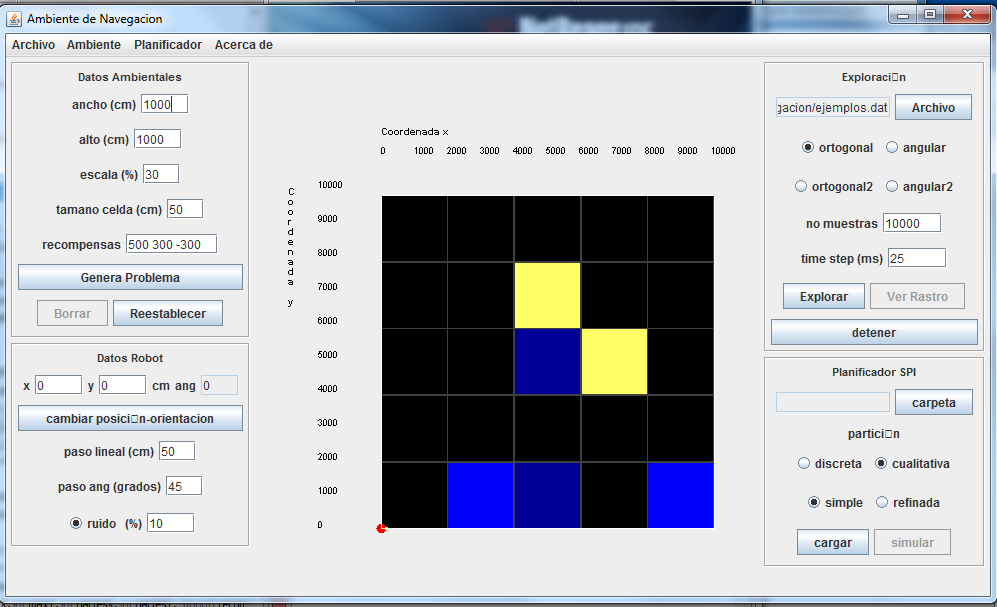 Ambiente de Navegacion
Archivo Ambiente Planificador Acerca de
Datos Ambientales
ancho (cm) 1000
alto (cm) 1000
escala (%) 30
tamano celda (cm) 50
recompensas 500 300 -300
Genera Problema
Borrar Reestablecer
Datos Robot
x 0 y 0 cm ang 0
cambiar posici▯n-orientacion
paso lineal (cm) 50
paso ang (grados) 45
ruido (%) 10
Coordenada x
0 1000 2000 3000 4000 5000 6000 7000 8000 9000 10000
Coordenada y
10000
9000
8000
7000
6000
5000
4000
3000
2000
1000
0
Exploraci▯n
gacion/ejemplos.dat Archivo
ortogonal angular
ortogonal2 angular2
no muestras 10000
time step (ms) 25
Explorar Ver Rastro
detener
Planificador SPI
carpeta
partici▯n
discreta cualitativa
simple refinada
cargar simular